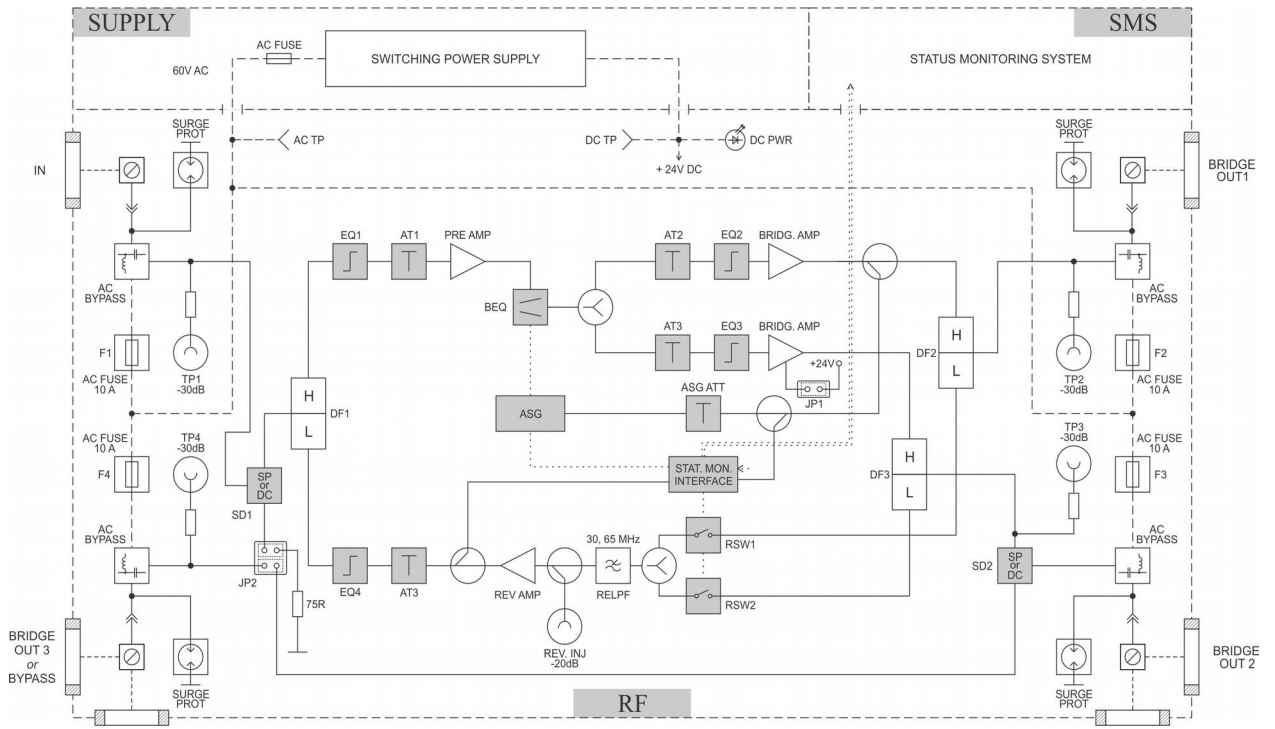 SUPPLY
SMS
AC FUSE
60V AC
SWITCHING POWER SUPPLY
STATUS MONITORING SYSTEM
SURGE
PROT
AC TP
DC TP
DC PWR
+ 24V DC
SURGE
PROT
IN
BRIDGE
OUT1
EQ1
AT1
PRE AMP
AT2
EQ2
BRIDG. AMP
AC
BYPASS
BEQ
AC
BYPASS
AT3
EQ3
BRIDG. AMP
H
L
DF2
F1
AC FUSE
10 A
TP1
-30dB
+24V
JP1
TP2
-30dB
F2
AC FUSE
10 A
H
L
DF1
ASG
ASG ATT
AC FUSE
10 A
F4
TP4
-30dB
TP3
-30dB
AC FUSE
10 A
F3
SP
or
DC
SD1
STAT. MON.
INTERFACE
H
L
DF3
AC
BYPASS
JP2
75R
EQ4
AT3
REV AMP
30, 65 MHz
RELPF
RSW1
RSW2
SD2
SP
or
DC
AC
BYPASS
REV. INJ
-20dB
BRIDGE
OUT 3
or
BYPASS
SURGE
PROT
SURGE
PROT
BRIDGE
OUT 2
RF